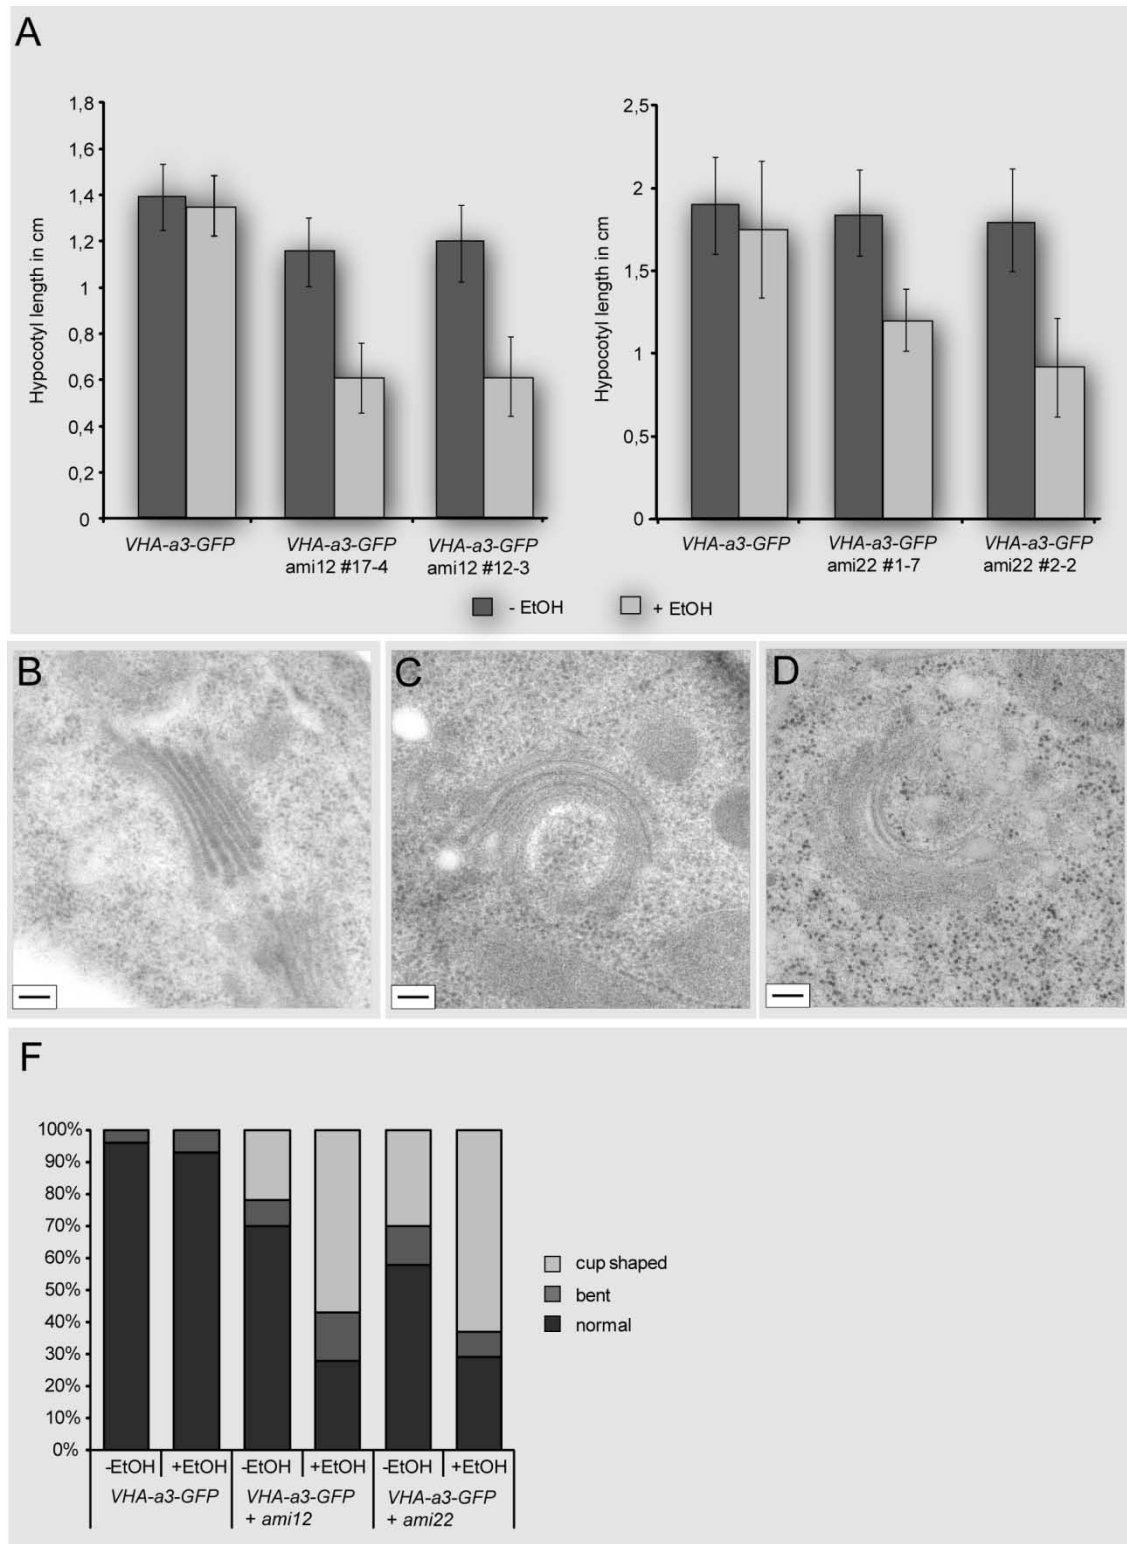 A
Hypocotyl length in cm
1,8
1,6
1,4
1,2
1
0,8
0,6
0,4
0,2
0
VHA-a3-GFP
VHA-a3-GFP
ami12 #17-4
VHA-a3-GFP
ami12 #12-3
Hypocotyl length in cm
2,5
2
1,5
1
0,5
0
VHA-a3-GFP
VHA-a3-GFP
ami22 #1-7
VHA-a3-GFP
ami22 #2-2
- EtOH
+ EtOH
B
C
D
F
100%
90%
80%
70%
60%
50%
40%
30%
20%
10%
0%
-EtOH +EtOH -EtOH +EtOH -EtOH +EtOH
VHA-a3-GFP
VHA-a3-GFP
+ ami12
VHA-a3-GFP
+ ami22
cup shaped
bent
normal